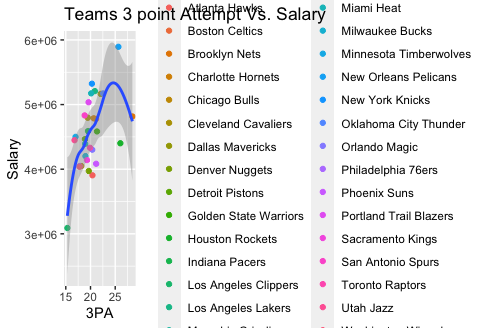 Teams 3 point Attempt Vs. Salary
Salary
6e+06
5e+06
4e+06
3e+06
15 20 25
3PA
Atlanta Hawks
Boston Celtics
Brooklyn Nets
Charlotte Hornets
Chicago Bulls
Cleveland Cavaliers
Dallas Mavericks
Denver Nuggets
Detroit Pistons
Golden State Warriors
Houston Rockets
Indiana Pacers
Los Angeles Clippers
Los Angeles Lakers
Miami Heat
Milwaukee Bucks
Minnesota Timberwolves
New Orleans Pelicans
New York Knicks
Oklahoma City Thunder
Orlando Magic
Philadelphia 76ers
Phoenix Suns
Portland Trail Blazers
Sacramento Kings
San Antonio Spurs
Toronto Raptors
Utah Jazz